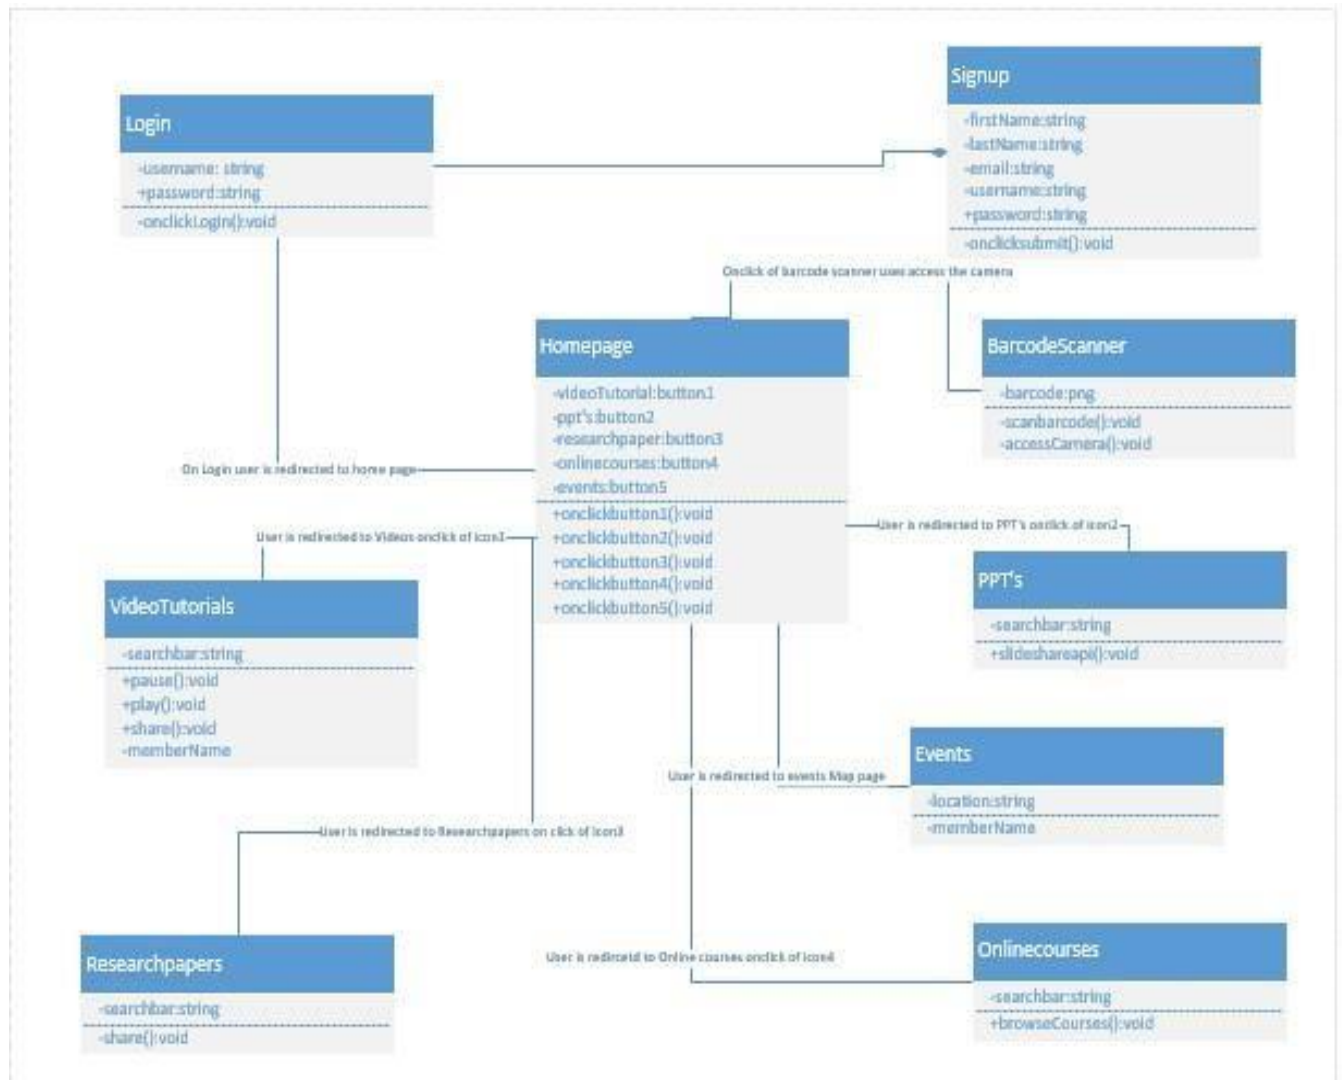 Signup
-firstName:string
-lastName:string
-email:string
-username:string
+password:string
-onclicksubmit():void
Login
-username: string
+password:string
-onclickLogin():void
Onclick of barcode scanner uses access the camera
Homepage
-videoTutorial:button1
-ppt's:button2
-researchpaper:button3
-onlinecourses:button4
-events:button5
+onclickbutton1():void
+onclickbutton2():void
+onclickbutton3():void
+onclickbutton4():void
+onclickbutton5():void
BarcodeScanner
-barcode:png
-scanbarcode():void
-accessCamera():void
On Login user is redirected to home page
User is redirected to Videos onclick of icon1
User is redirected to PPT's onclick of icon2
PPT's
-searchbar:string
+slideshareapi():void
VideoTutorials
-searchbar:string
+pause():void
+play():void
+share():void
-memberName
User is redirected to events Map page
Events
-location:string
-memberName
User is redirected to Researchpapers on click of icon3
Researchpapers
-searchbar:string
-share():void
User is redircetd to Online courses onclick of icon4
Onlinecourses
-searchbar:string
+browseCourses():void